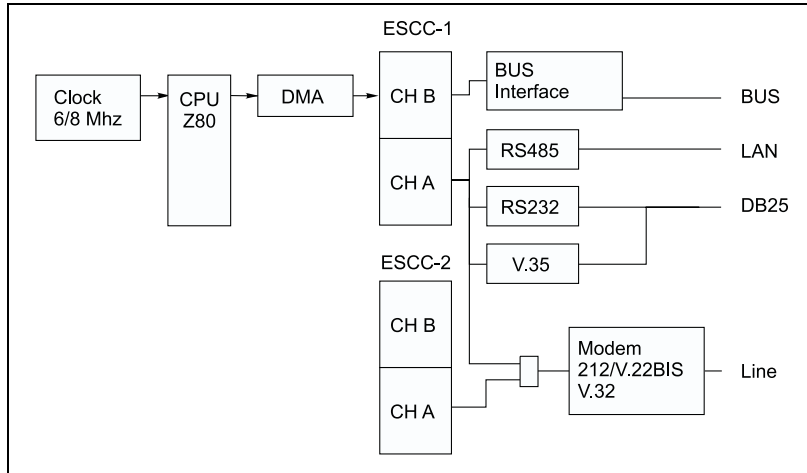 ESCC-1
Clock
6/8 Mhz
CPU
Z80
DMA
CH B
BUS
Interface
BUS
CH A
RS485
LAN
RS232
DB25
V.35
ESCC-2
CH B
CH A
Modem
212/V.22BIS
V.32
Line